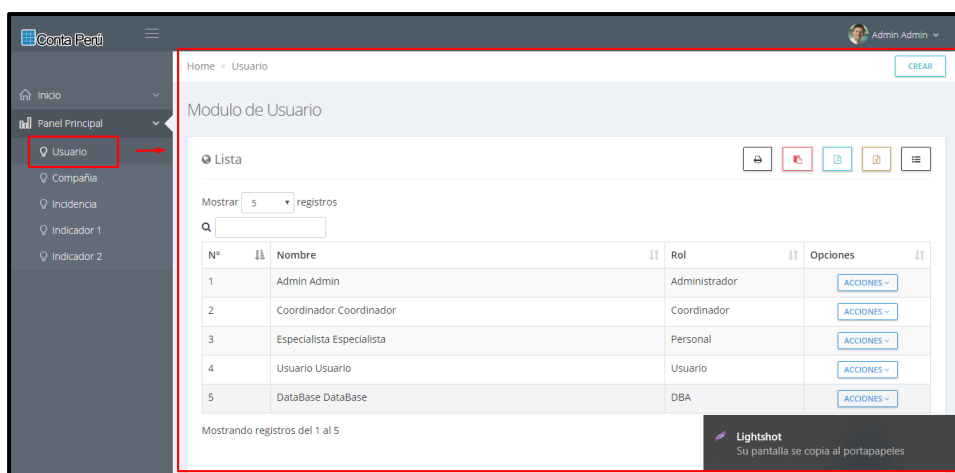 Conta Perú
Admin Admin
Home Usuario
CREAR
Inicio
Panel Principal
Usuario
Compañia
Incidencia
Indicador 1
Indicador 2
Modulo de Usuario
Lista
Mostrar 5 registros
N° Nombre Rol Opciones
1 Admin Admin Administrador ACCIONES
2 Coordinador Coordinador Coordinador ACCIONES
3 Especialista Especialista Personal ACCIONES
4 Usuario Usuario Usuario ACCIONES
5 DataBase DataBase DBA ACCIONES
Mostrando registros del 1 al 5
Lightshot
Su pantalla se copia al portapapeles